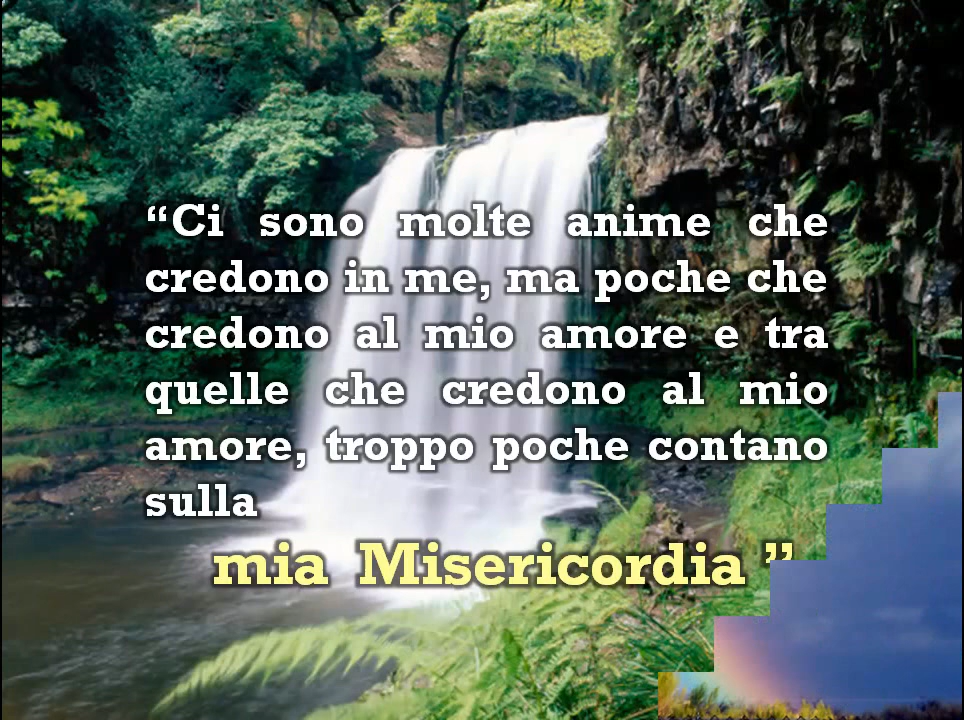 “Ci sono molte anime che
credono in me, ma poche che
credono al mio amore e tra
quelle che credono al mio
amore, troppo poche contano
sulla
mia Misericordia ”